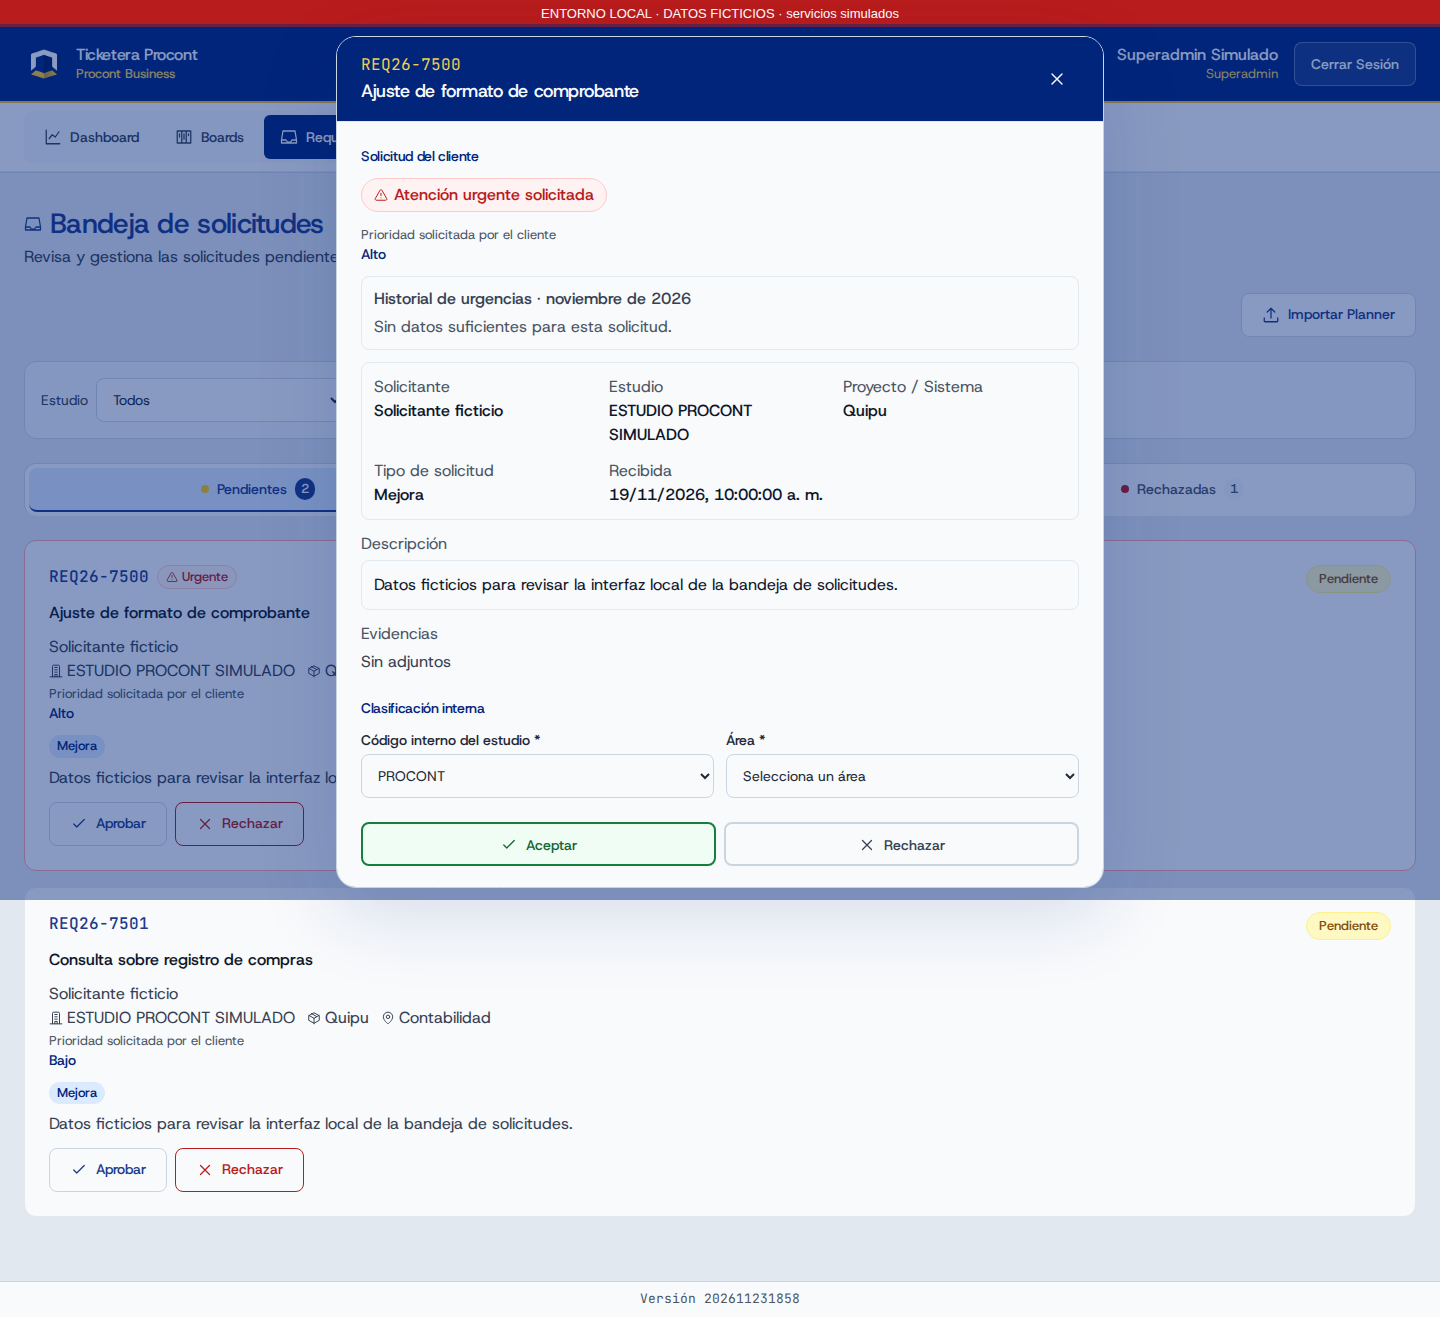 ENTORNO LOCAL · DATOS FICTICIOS · servicios simulados
Ticketera Procont
Procont Business
Superadmin Simulado
Superadmin
Cerrar Sesión
Dashboard
Boards
Requ
Bandeja de solicitudes
Revisa y gestiona las solicitudes pendiente
Importar Planner
Estudio
Todos
Pendientes 2
Rechazadas 1
REQ26-7500
Urgente
Pendiente
Ajuste de formato de comprobante
Solicitante ficticio
ESTUDIO PROCONT SIMULADO Q
Prioridad solicitada por el cliente
Alto
Mejora
Datos ficticios para revisar la interfaz lo
Aprobar
Rechazar
REQ26-7500
Ajuste de formato de comprobante
Solicitud del cliente
Atención urgente solicitada
Prioridad solicitada por el cliente
Alto
Historial de urgencias · noviembre de 2026
Sin datos suficientes para esta solicitud.
Solicitante
Solicitante ficticio
Estudio
ESTUDIO PROCONT
SIMULADO
Proyecto / Sistema
Quipu
Tipo de solicitud
Mejora
Recibida
19/11/2026, 10:00:00 a. m.
Descripción
Datos ficticios para revisar la interfaz local de la bandeja de solicitudes.
Evidencias
Sin adjuntos
Clasificación interna
Código interno del estudio *
PROCONT
Área *
Selecciona un área
Aceptar
Rechazar
REQ26-7501
Pendiente
Consulta sobre registro de compras
Solicitante ficticio
ESTUDIO PROCONT SIMULADO Quipu Contabilidad
Prioridad solicitada por el cliente
Bajo
Mejora
Datos ficticios para revisar la interfaz local de la bandeja de solicitudes.
Aprobar
Rechazar
Versión 202611231858